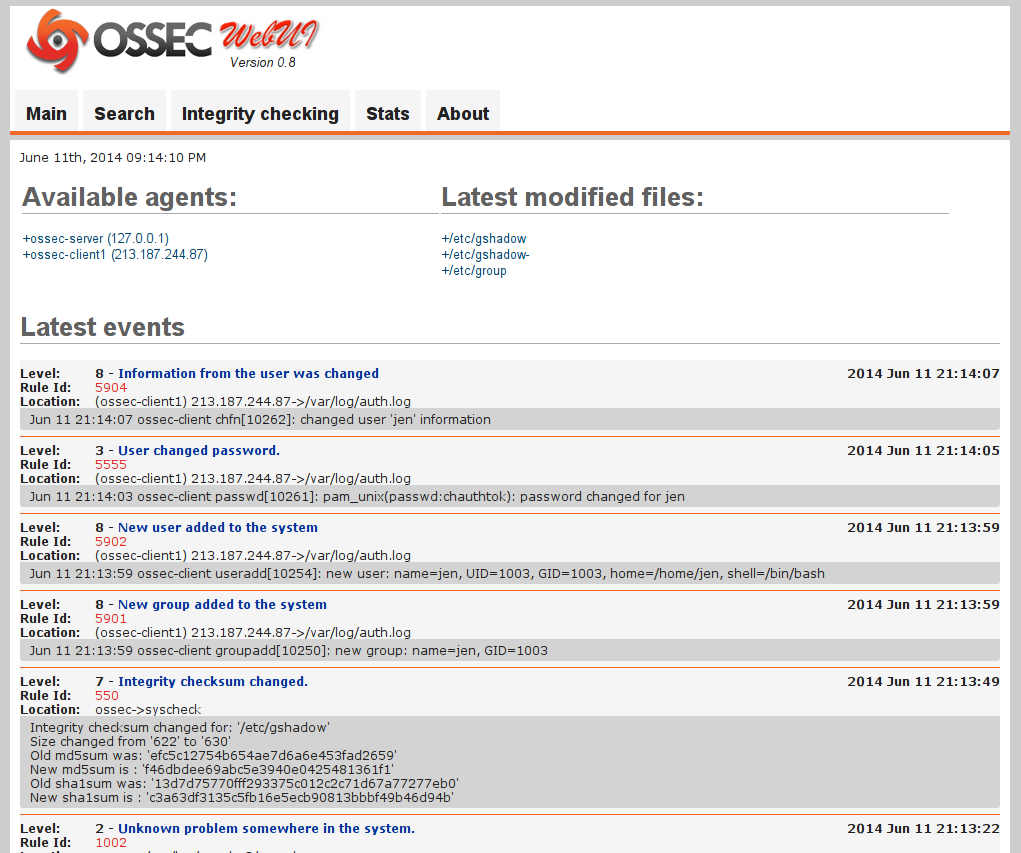 OSSEC WebUI
Version 0.8
Main Search Integrity checking Stats About
June 11th, 2014 09:14:10 PM
Available agents:
+ossec-server (127.0.0.1)
+ossec-client1 (213.187.244.87)
Latest modified files:
+/etc/gshadow
+/etc/gshadow-
+/etc/group
Latest events
Level: 8 - Information from the user was changed 2014 Jun 11 21:14:07
Rule Id: 5904
Location: (ossec-client1) 213.187.244.87->/var/log/auth.log
Jun 11 21:14:07 ossec-client chfn[10262]: changed user 'jen' information
Level: 3 - User changed password. 2014 Jun 11 21:14:05
Rule Id: 5555
Location: (ossec-client1) 213.187.244.87->/var/log/auth.log
Jun 11 21:14:03 ossec-client passwd[10261]: pam_unix(passwd:chauthtok): password changed for jen
Level: 8 - New user added to the system 2014 Jun 11 21:13:59
Rule Id: 5902
Location: (ossec-client1) 213.187.244.87->/var/log/auth.log
Jun 11 21:13:59 ossec-client useradd[10254]: new user: name=jen, UID=1003, GID=1003, home=/home/jen, shell=/bin/bash
Level: 8 - New group added to the system 2014 Jun 11 21:13:59
Rule Id: 5901
Location: (ossec-client1) 213.187.244.87->/var/log/auth.log
Jun 11 21:13:59 ossec-client groupadd[10250]: new group: name=jen, GID=1003
Level: 7 - Integrity checksum changed. 2014 Jun 11 21:13:49
Rule Id: 550
Location: ossec->syscheck
Integrity checksum changed for: '/etc/gshadow'
Size changed from '622' to '630'
Old md5sum was: 'efc5c12754b654ae7d6a6e453fad2659'
New md5sum is : 'f46dbdee69abc5e3940e0425481361f1'
Old sha1sum was: '13d7d75770fff293375c012c2c71d67a77277eb0'
New sha1sum is : 'c3a63df3135c5fb16e5ecb90813bbbf49b46d94b'
Level: 2 - Unknown problem somewhere in the system. 2014 Jun 11 21:13:22
Rule Id: 1002